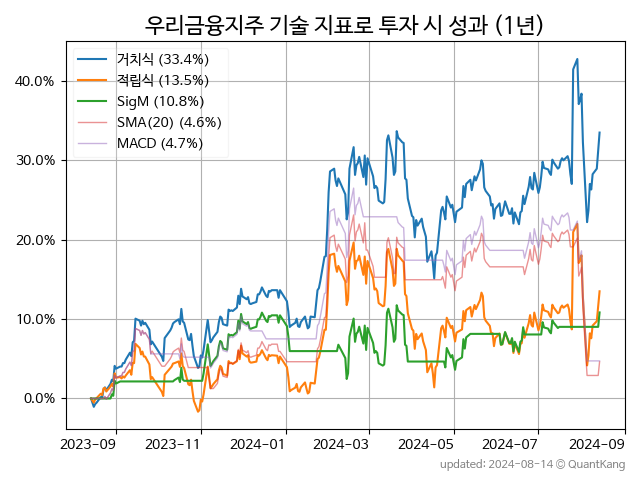 우리금융지주 기술 지표로 투자 시 성과 (1년)
거치식 (33.4%)
적립식 (13.5%)
SigM (10.8%)
SMA(20) (4.6%)
MACD (4.7%)
40.0%
30.0%
20.0%
10.0%
0.0%
2023-09 2023-11 2024-01 2024-03 2024-05 2024-07 2024-09
updated: 2024-08-14 @ QuantKang